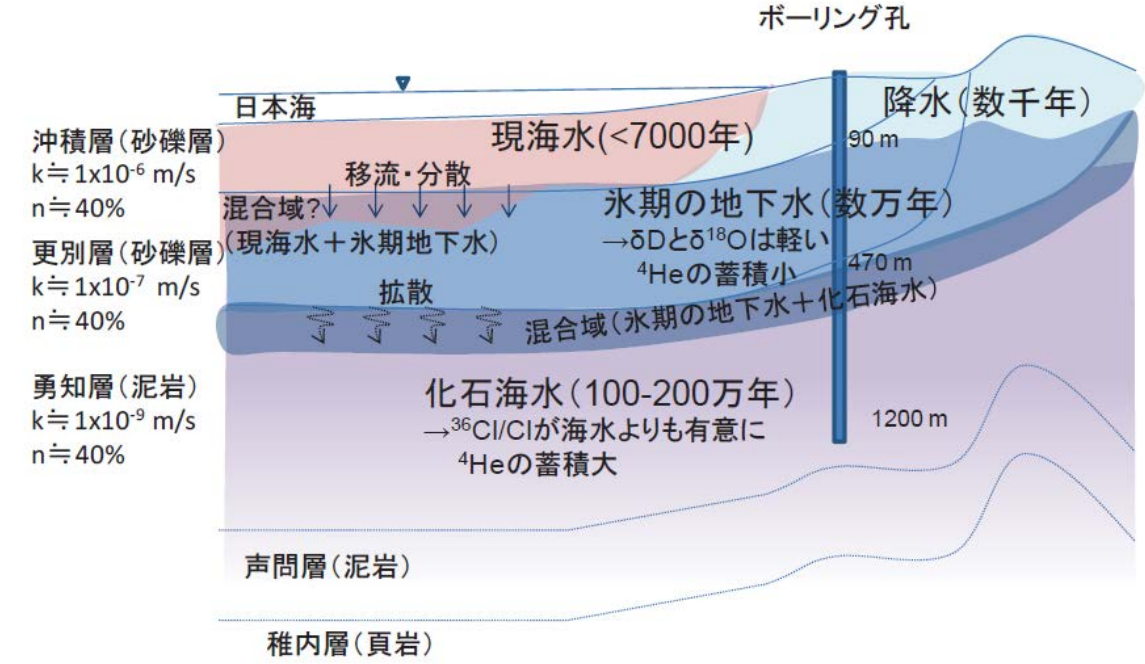 ボーリング孔
日本海
降水(数千年)
沖積層(砂礫層)
k≒1x10-6 m/s
n≒40%
現海水(<7000年)
90 m
移流・分散
混合域?
(現海水+氷期地下水)
氷期の地下水(数万年)
→δDとδ18Oは軽い
4Heの蓄積小
470 m
更別層(砂礫層)
k≒1x10-7 m/s
n≒40%
拡散
混合域(氷期の地下水+化石海水)
勇知層(泥岩)
k≒1x10-9 m/s
n≒40%
化石海水(100-200万年)
→36Cl/Clが海水よりも有意に
4Heの蓄積大
1200 m
声問層(泥岩)
稚内層(頁岩)